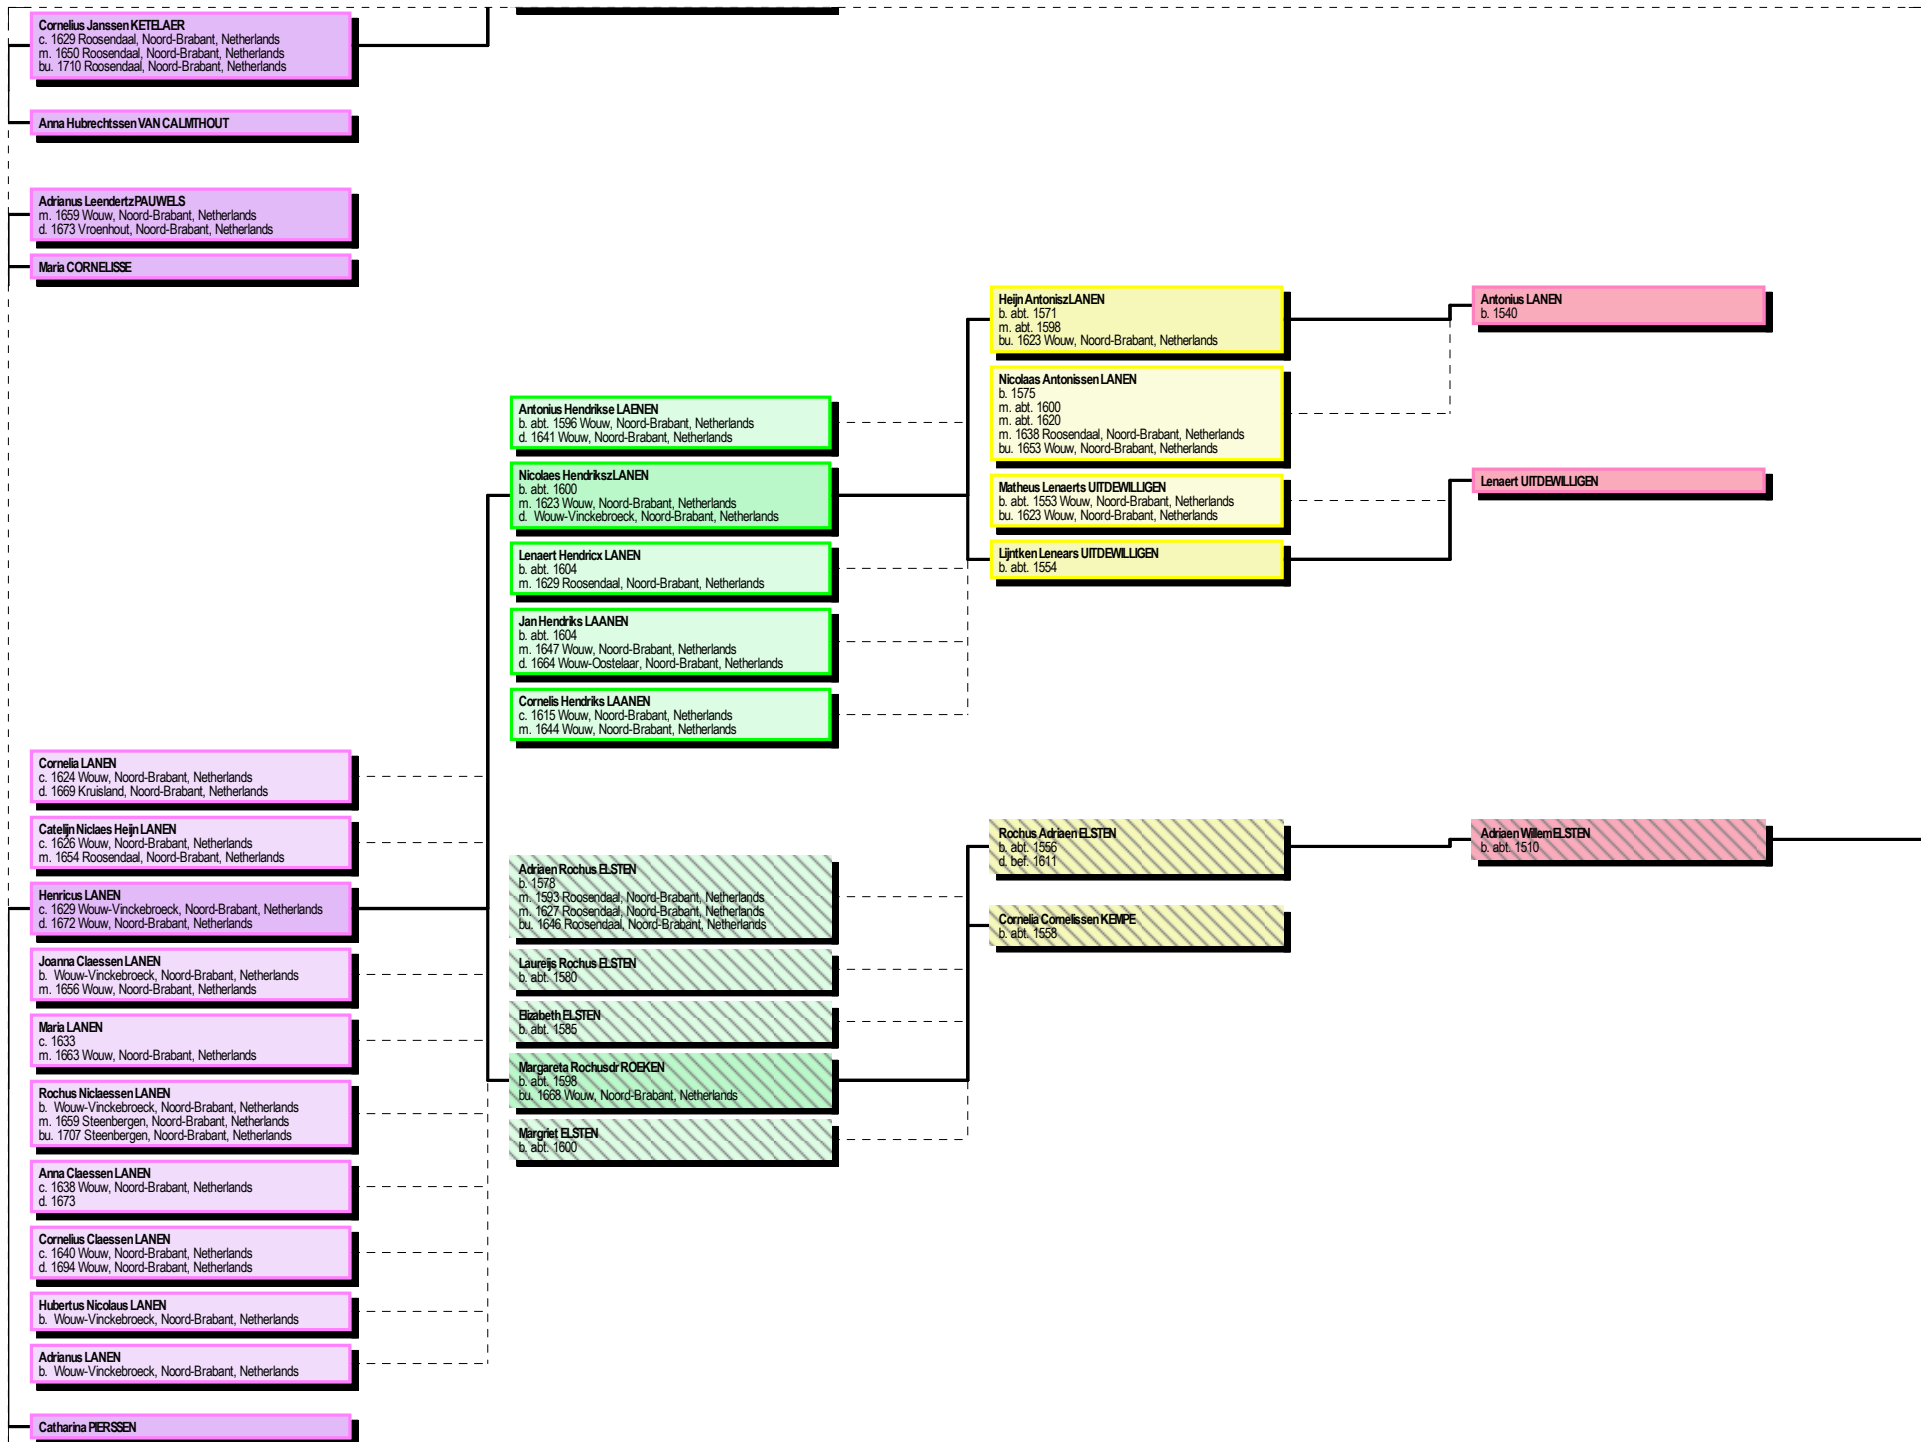 Cornelius Janssen KETELAER
c. 1629 Roosendaal, Noord-Brabant, Netherlands
m. 1650 Roosendaal, Noord-Brabant, Netherlands
bu. 1710 Roosendaal, Noord-Brabant, Netherlands
Anna Hubrechtssen VAN CALMTHOUT
Adrianus Leendertz PAUWELS
m. 1659 Wouw, Noord-Brabant, Netherlands
d. 1673 Vroenhout, Noord-Brabant, Netherlands
Maria CORNELISSE
Cornelia LANEN
c. 1624 Wouw, Noord-Brabant, Netherlands
d. 1669 Kruisland, Noord-Brabant, Netherlands
Catelijn Niclaes Heijn LANEN
c. 1626 Wouw, Noord-Brabant, Netherlands
m. 1654 Roosendaal, Noord-Brabant, Netherlands
Henricus LANEN
c. 1629 Wouw-Vinckebroeck, Noord-Brabant, Netherlands
d. 1672 Wouw, Noord-Brabant, Netherlands
Joanna Claessen LANEN
b. Wouw-Vinckebroeck, Noord-Brabant, Netherlands
m. 1656 Wouw, Noord-Brabant, Netherlands
Maria LANEN
c. 1633
m. 1663 Wouw, Noord-Brabant, Netherlands
Rochus Niclaessen LANEN
b. Wouw-Vinckebroeck, Noord-Brabant, Netherlands
m. 1659 Steenbergen, Noord-Brabant, Netherlands
bu. 1707 Steenbergen, Noord-Brabant, Netherlands
Anna Claessen LANEN
c. 1638 Wouw, Noord-Brabant, Netherlands
d. 1673
Cornelius Claessen LANEN
c. 1640 Wouw, Noord-Brabant, Netherlands
d. 1694 Wouw, Noord-Brabant, Netherlands
Hubertus Nicolaus LANEN
b. Wouw-Vinckebroeck, Noord-Brabant, Netherlands
Adrianus LANEN
b. Wouw-Vinckebroeck, Noord-Brabant, Netherlands
Catharina PIERSSEN
Antonius Hendrikse LAENEN
b. abt. 1596 Wouw, Noord-Brabant, Netherlands
d. 1641 Wouw, Noord-Brabant, Netherlands
Nicolaes Hendriksz LANEN
b. abt. 1600
m. 1623 Wouw, Noord-Brabant, Netherlands
d. Wouw-Vinckebroeck, Noord-Brabant, Netherlands
Lenaert Hendricx LANEN
b. abt. 1604
m. 1629 Roosendaal, Noord-Brabant, Netherlands
Jan Hendriks LAANEN
b. abt. 1604
m. 1647 Wouw, Noord-Brabant, Netherlands
d. 1664 Wouw-Oostelaar, Noord-Brabant, Netherlands
Cornelis Hendriks LAANEN
c. 1615 Wouw, Noord-Brabant, Netherlands
m. 1644 Wouw, Noord-Brabant, Netherlands
Adriaen Rochus ELSTEN
b. 1578
m. 1593 Roosendaal, Noord-Brabant, Netherlands
m. 1627 Roosendaal, Noord-Brabant, Netherlands
bu. 1646 Roosendaal, Noord-Brabant, Netherlands
Laureijs Rochus ELSTEN
b. abt. 1580
Elizabeth ELSTEN
b. abt. 1585
Margareta Rochusdr ROEKEN
b. abt. 1598
bu. 1668 Wouw, Noord-Brabant, Netherlands
Margriet ELSTEN
b. abt. 1600
Heijn Antonisz LANEN
b. abt. 1571
m. abt. 1598
bu. 1623 Wouw, Noord-Brabant, Netherlands
Nicolaas Antonissen LANEN
b. 1575
m. abt. 1600
m. abt. 1620
m. 1638 Roosendaal, Noord-Brabant, Netherlands
bu. 1653 Wouw, Noord-Brabant, Netherlands
Matheus Lenaerts UITDEWILLIGEN
b. abt. 1553 Wouw, Noord-Brabant, Netherlands
bu. 1623 Wouw, Noord-Brabant, Netherlands
Lijntken Lenears UITDEWILLIGEN
b. abt. 1554
Rochus Adriaen ELSTEN
b. abt. 1556
d. bef. 1611
Cornelia Cornelissen KEMPE
b. abt. 1558
Antonius LANEN
b. 1540
Lenaert UITDEWILLIGEN
Adriaen Willem ELSTEN
b. abt. 1510